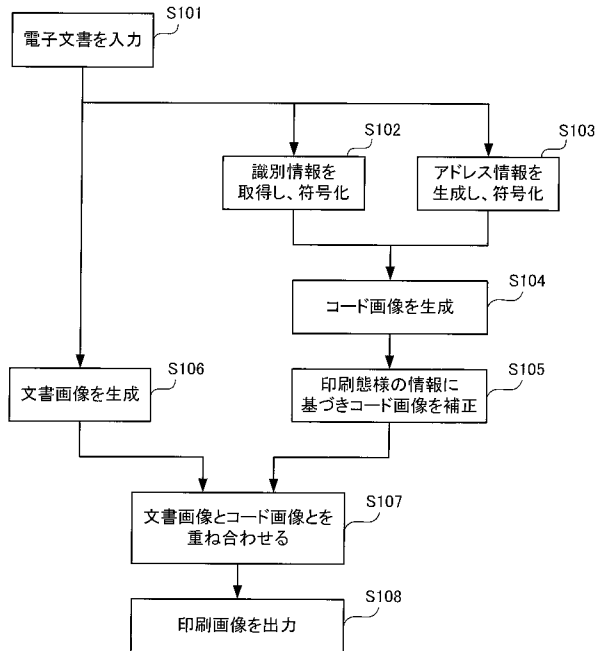 S101
電子文書を入力
S102
識別情報を
取得し、符号化
S103
アドレス情報を
生成し、符号化
S104
コード画像を生成
S105
印刷態様の情報に
基づきコード画像を補正
S106
文書画像を生成
S107
文書画像とコード画像とを
重ね合わせる
S108
印刷画像を出力